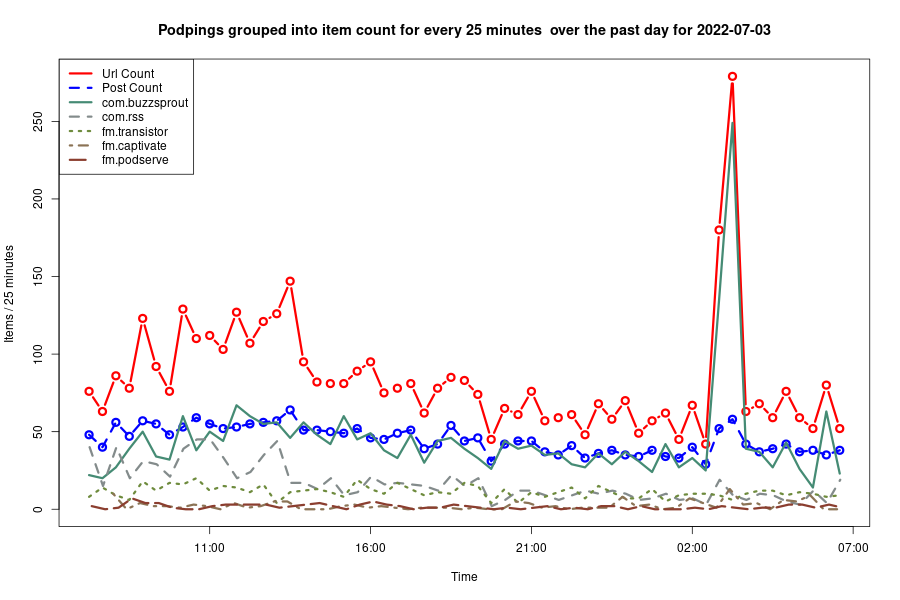 Podpings grouped into item count for every 25 minutes  over the past day for 2022-07-03
Url Count
Post Count
com.buzzsprout
com.rss
fm.transistor
fm.captivate
fm.podserve
250
200
150
100
50
0
Items / 25 minutes
11:00 16:00 21:00 02:00 07:00
Time